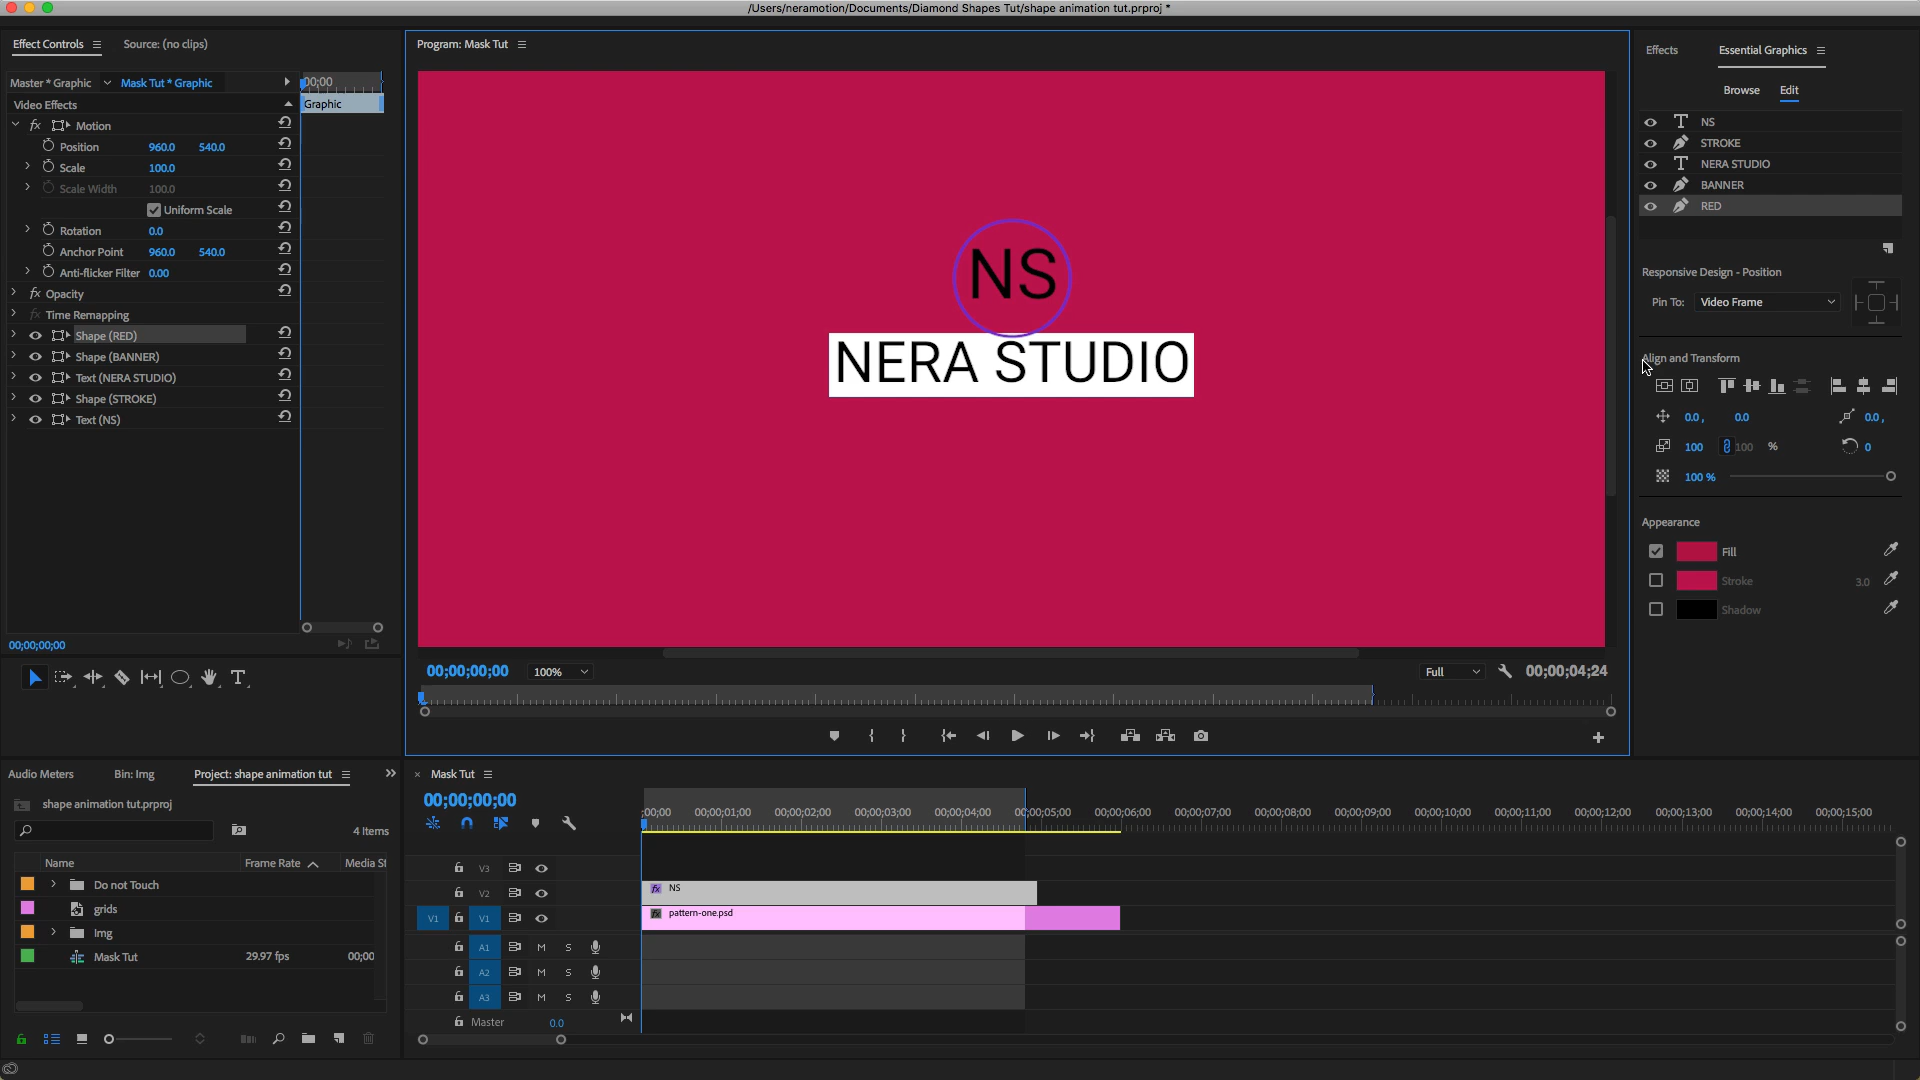 /Users/neramotion/Documents/Diamond Shapes Tut/shape animation tut.prproj *
Effect Controls
Source: (no clips)
Master * Graphic
Mask Tut * Graphic
00;00
Video Effects
Graphic
fx Motion
Position 960.0 540.0
Scale 100.0
Scale Width 100.0
Uniform Scale
Rotation 0.0
Anchor Point 960.0 540.0
Anti-flicker Filter 0.00
fx Opacity
fx Time Remapping
Shape (RED)
Shape (BANNER)
Text (NERA STUDIO)
Shape (STROKE)
Text (NS)
00;00;00;00
Program: Mask Tut
NS
NERA STUDIO
00;00;00;00
100%
Full
00;00;04;24
Effects
Essential Graphics
Browse
Edit
NS
STROKE
NERA STUDIO
BANNER
RED
Responsive Design - Position
Pin To: Video Frame
Align and Transform
0.0 , 0.0 0.0 ,
100 100 % 0
100 %
Appearance
Fill
Stroke 3.0
Shadow
Audio Meters
Bin: Img
Project: shape animation tut
shape animation tut.prproj
4 Items
Name Frame Rate Media St
Do not Touch
grids
Img
Mask Tut 29.97 fps 00;00
× Mask Tut
00;00;00;00
;00;00 00;00;01;00 00;00;02;00 00;00;03;00 00;00;04;00 00;00;05;00 00;00;06;00 00;00;07;00 00;00;08;00 00;00;09;00 00;00;10;00 00;00;11;00 00;00;12;00 00;00;13;00 00;00;14;00 00;00;15;00
V3
V2 fx NS
V1 V1 fx pattern-one.psd
A1 M S
A2 M S
A3 M S
Master 0.0